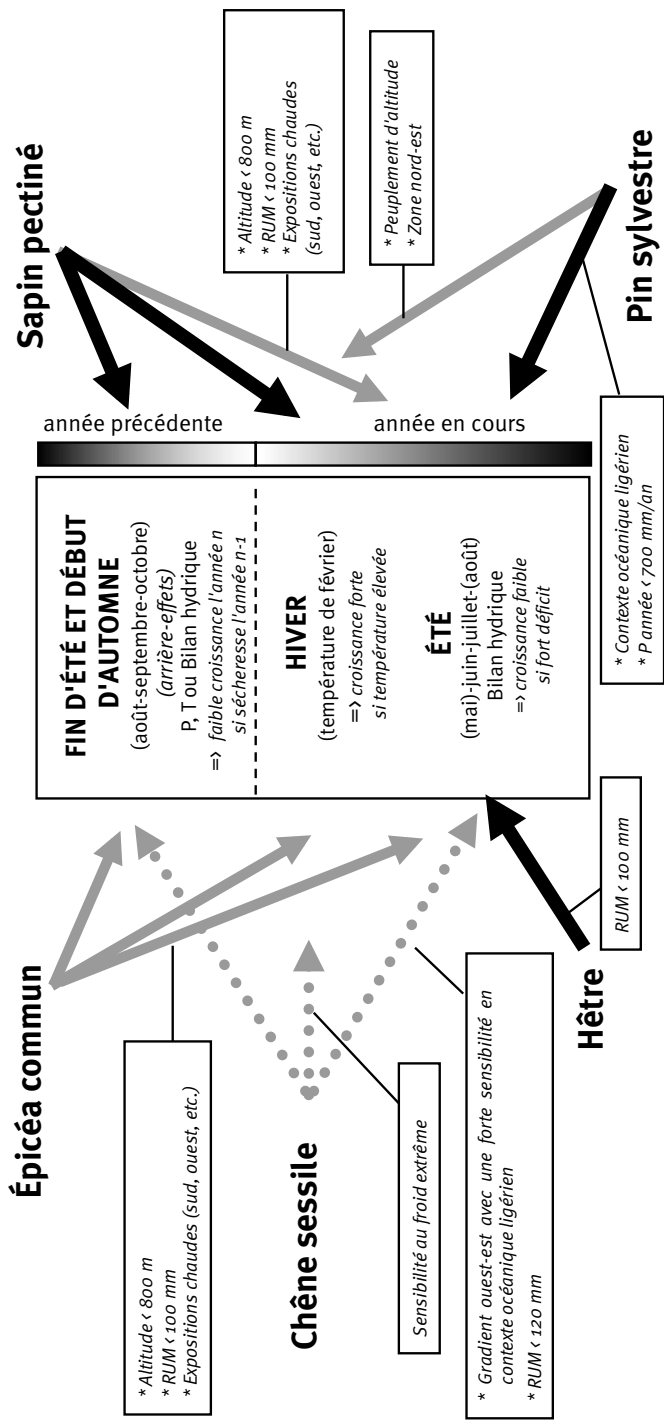 Épicéa commun
* Altitude < 800 m
* RUM < 100 mm
* Expositions chaudes (sud, ouest, etc.)
Chêne sessile
Sensibilité au froid extrême
* Gradient ouest-est avec une forte sensibilité en
contexte océanique ligérien
* RUM < 120 mm
Hêtre
RUM < 100 mm
FIN D'ÉTÉ ET DÉBUT
D'AUTOMNE
(août-septembre-octobre)
(arrière-effets)
P, T ou Bilan hydrique
=> faible croissance l'année n
si sécheresse l'année n-1
HIVER
(température de février)
=> croissance forte
si température élevée
ÉTÉ
(mai)-juin-juillet-(août)
Bilan hydrique
=> croissance faible
si fort déficit
année précédente
année en cours
Sapin pectiné
* Altitude < 800 m
* RUM < 100 mm
* Expositions chaudes
(sud, ouest, etc.)
* Peuplement d'altitude
* Zone nord-est
Pin sylvestre
* Contexte océanique ligérien
* P année < 700 mm/an